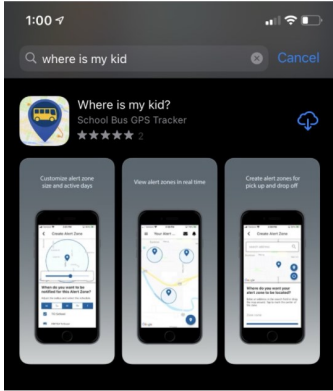 1:00
where is my kid
Cancel
Where is my kid?
School Bus GPS Tracker
★★★★★ 2
Customize alert zone
size and active days
View alert zones in real time
Create alert zones for
pick up and drop off
Create Alert Zone
When do you want to be
notified for this Alert Zone?
Your Alert
Create Alert Zone
Where do you want your
alert zone to be located?